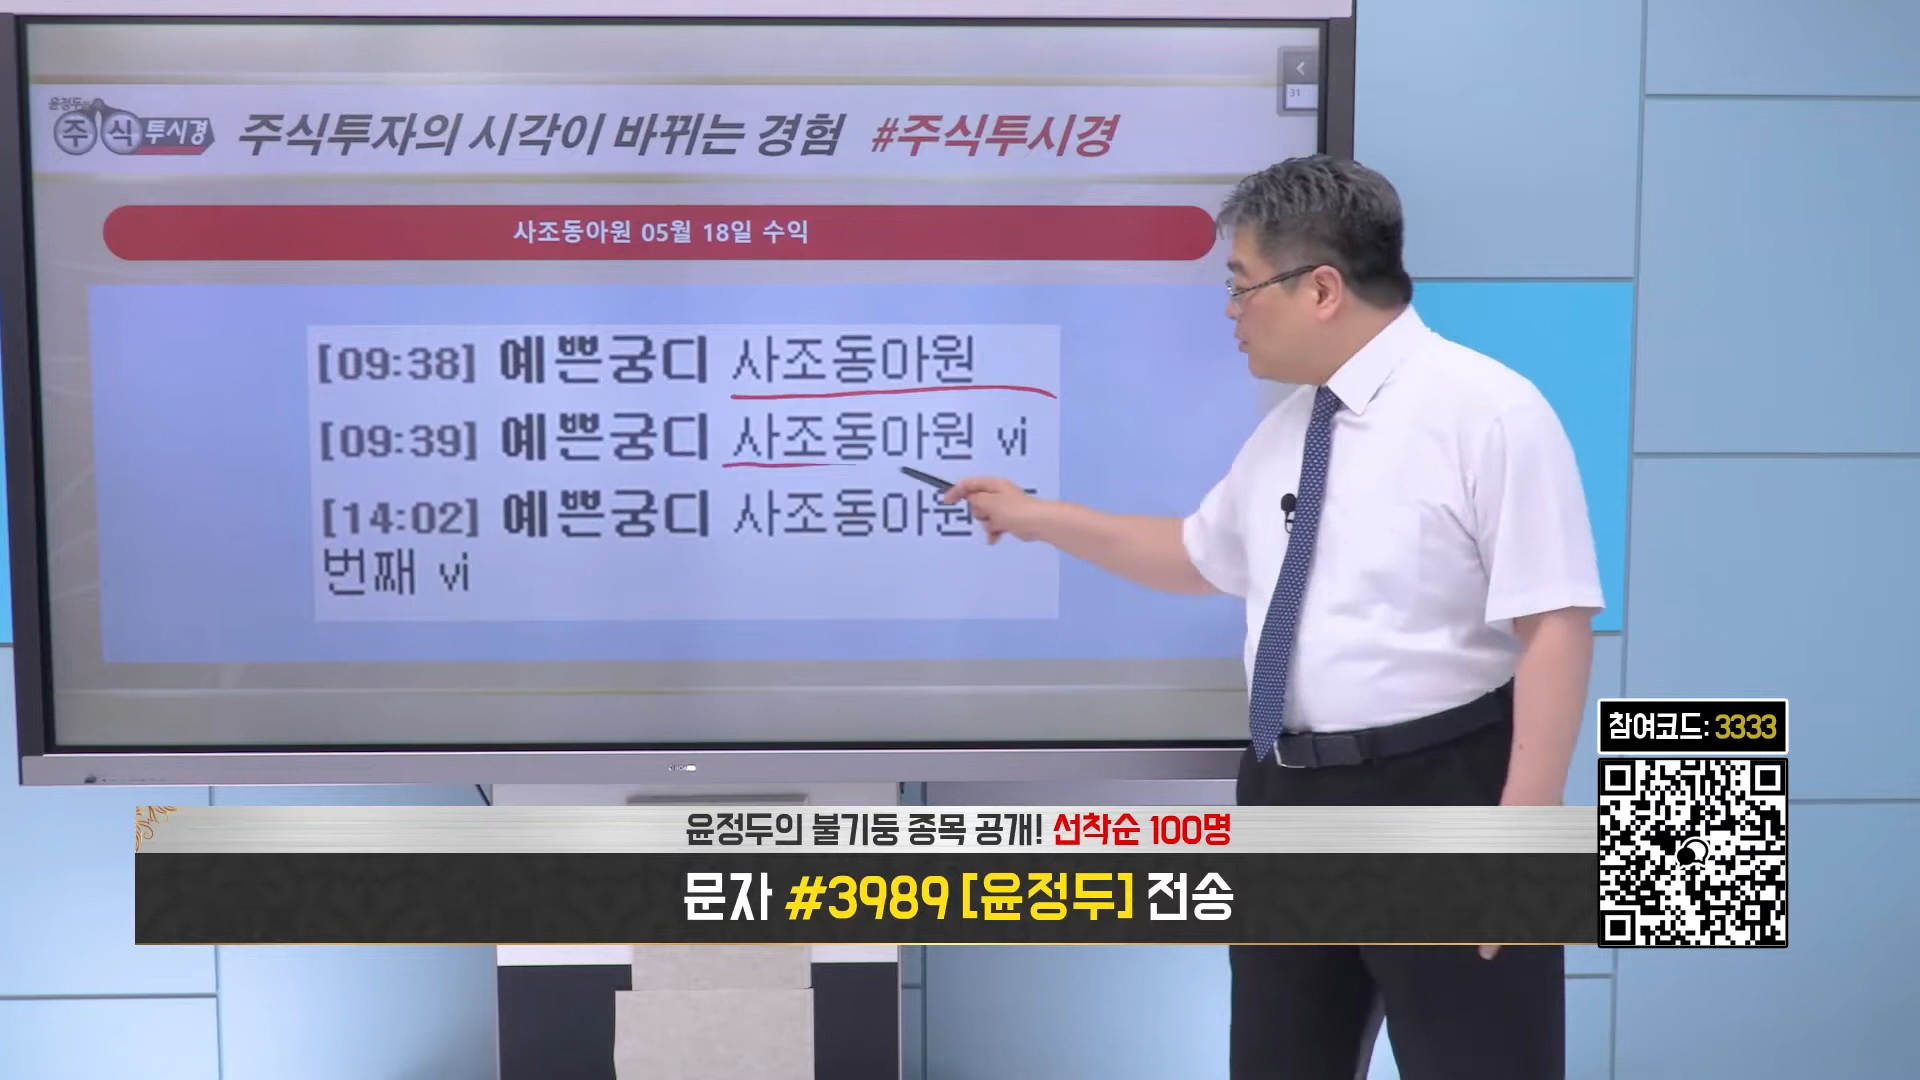 윤정두의
주식투시경
주식투자의 시각이 바뀌는 경험 #주식투시경
31
사조동아원 05월 18일 수익
[09:38] 예쁜궁디 사조동아원
[09:39] 예쁜궁디 사조동아원 vi
[14:02] 예쁜궁디 사조동아원
번째 vi
참여코드: 3333
윤정두의 불기둥 종목 공개! 선착순 100명
문자 #3989 [윤정두] 전송